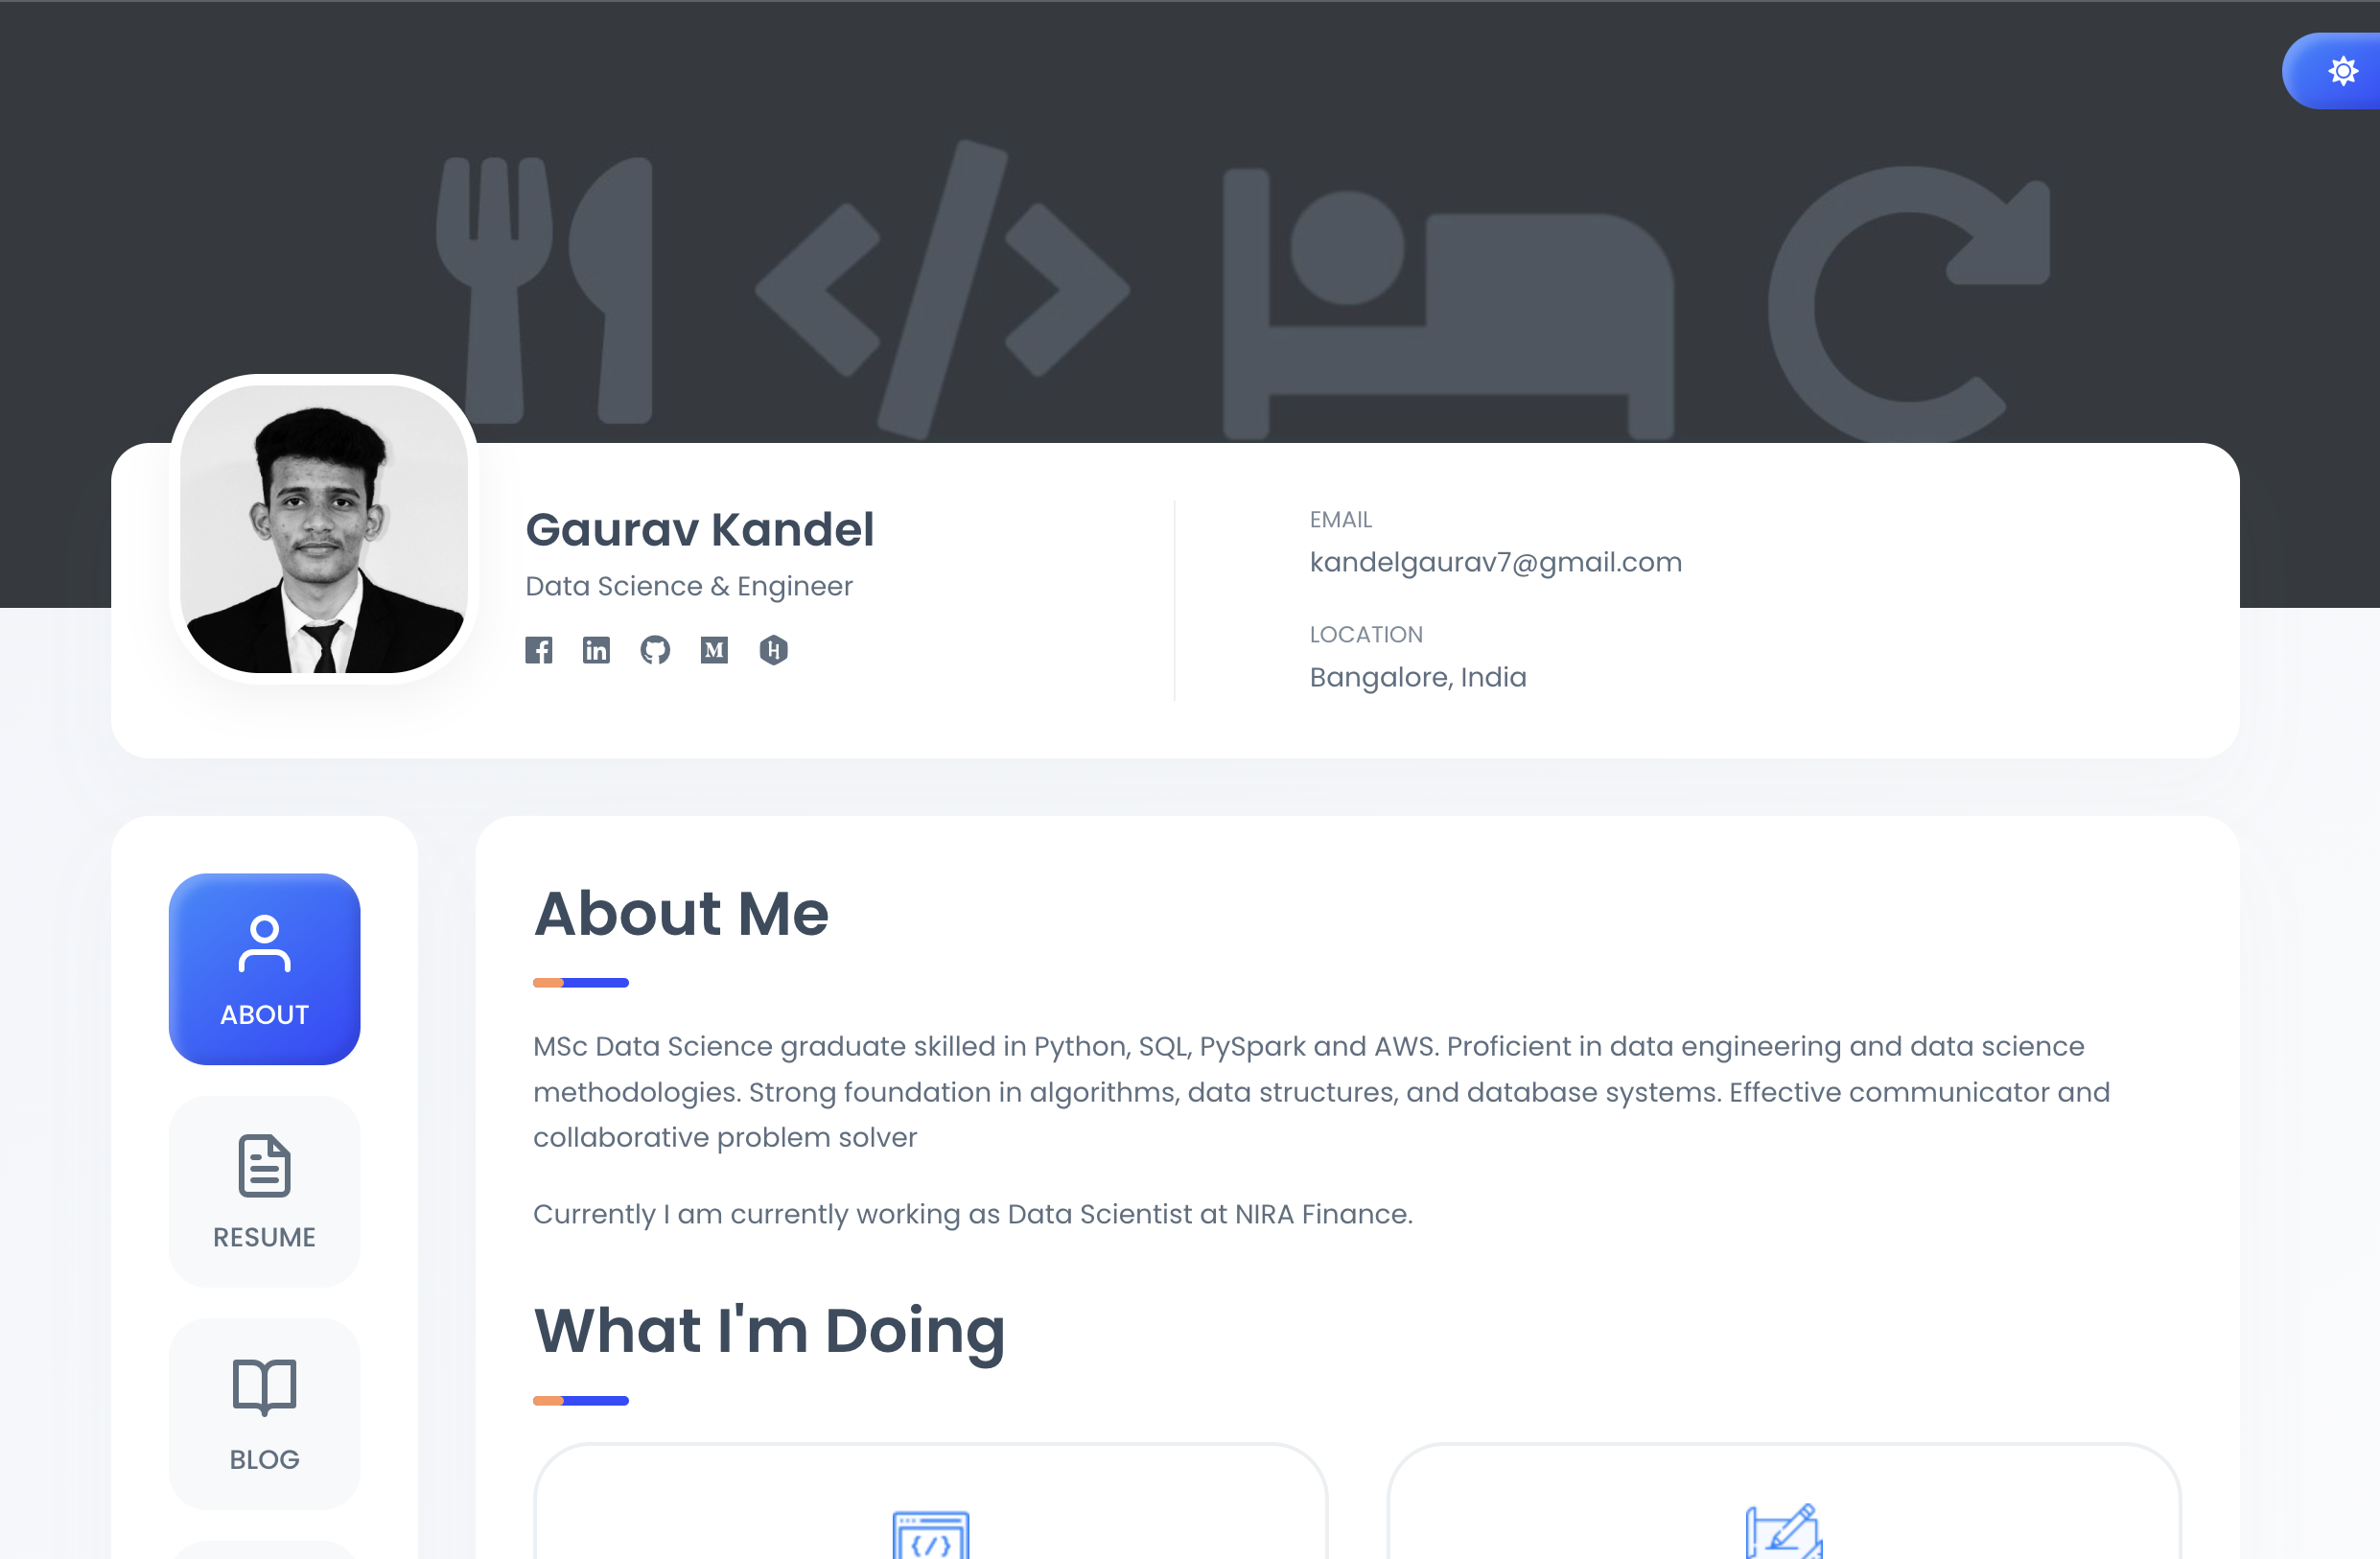 Gaurav Kandel
Data Science & Engineer
EMAIL
kandelgaurav7@gmail.com
LOCATION
Bangalore, India
ABOUT
RESUME
BLOG
About Me
MSc Data Science graduate skilled in Python, SQL, PySpark and AWS. Proficient in data engineering and data science
methodologies. Strong foundation in algorithms, data structures, and database systems. Effective communicator and
collaborative problem solver
Currently I am currently working as Data Scientist at NIRA Finance.
What I'm Doing